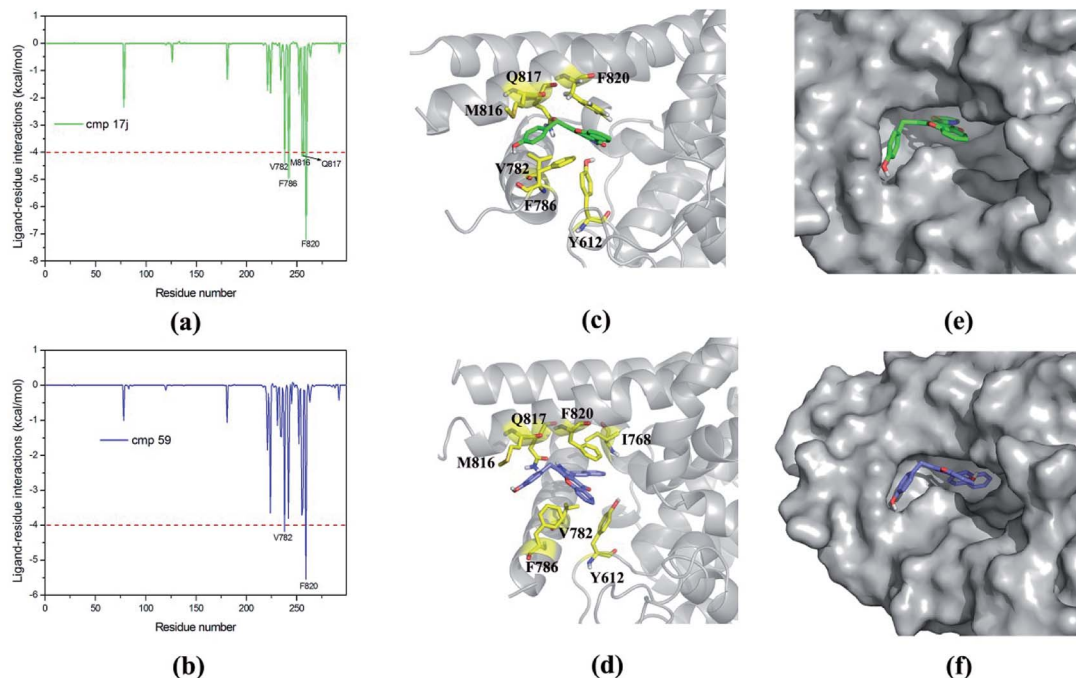 1
0
-1
-2
-3
-4
-5
-6
-7
-8
Ligand-residue interactions (kcal/mol)
cmp 17j
V782
M816
Q817
F786
F820
0 50 100 150 200 250
Residue number
(a)
Q817
F820
M816
V782
F786
Y612
(c)
(e)
1
0
-1
-2
-3
-4
-5
-6
Ligand-residue interactions (kcal/mol)
cmp 59
V782
F820
0 50 100 150 200 250
Residue number
(b)
Q817
F820
I768
M816
V782
F786
Y612
(d)
(f)